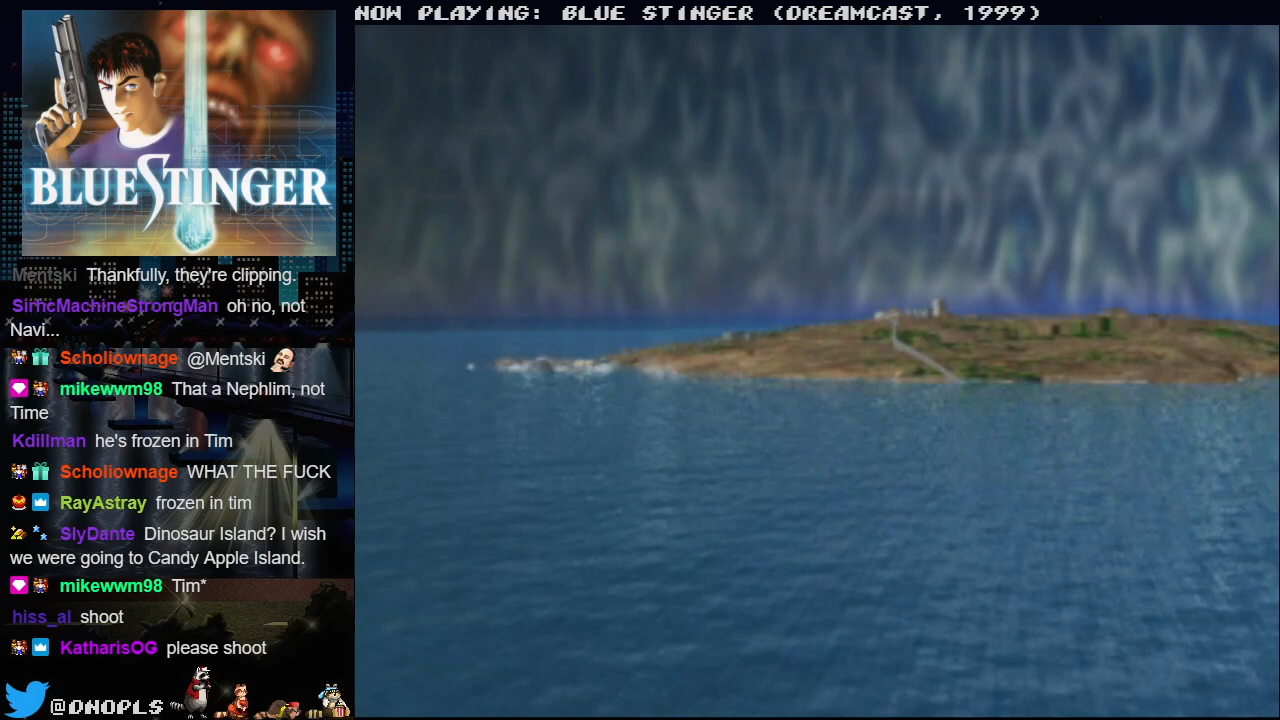 NOW PLAYING: BLUE STINGER (DREAMCAST, 1999)
BLUE STINGER
Mentski Thankfully, they're clipping.
SirricMachineStrongMan oh no, not
Navi...
Scholiownage @Mentski
mikewwm98 That a Nephlim, not
Time
Kdillman he's frozen in Tim
Scholiownage WHAT THE FUCK
RayAstray frozen in tim
SlyDante Dinosaur Island? I wish
we were going to Candy Apple Island.
mikewwm98 Tim*
hiss_al shoot
KatharisOG please shoot
@OHOPLS